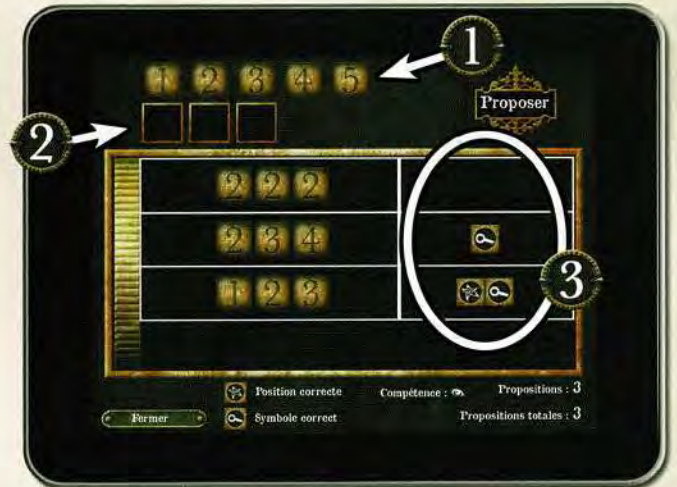 1
1 2 3 4 5
Proposer
2
2 2 2
2 3 4
1 2 3
3
Position correcte
Compétence :
Propositions : 3
Fermer
Symbole correct
Propositions totales : 3